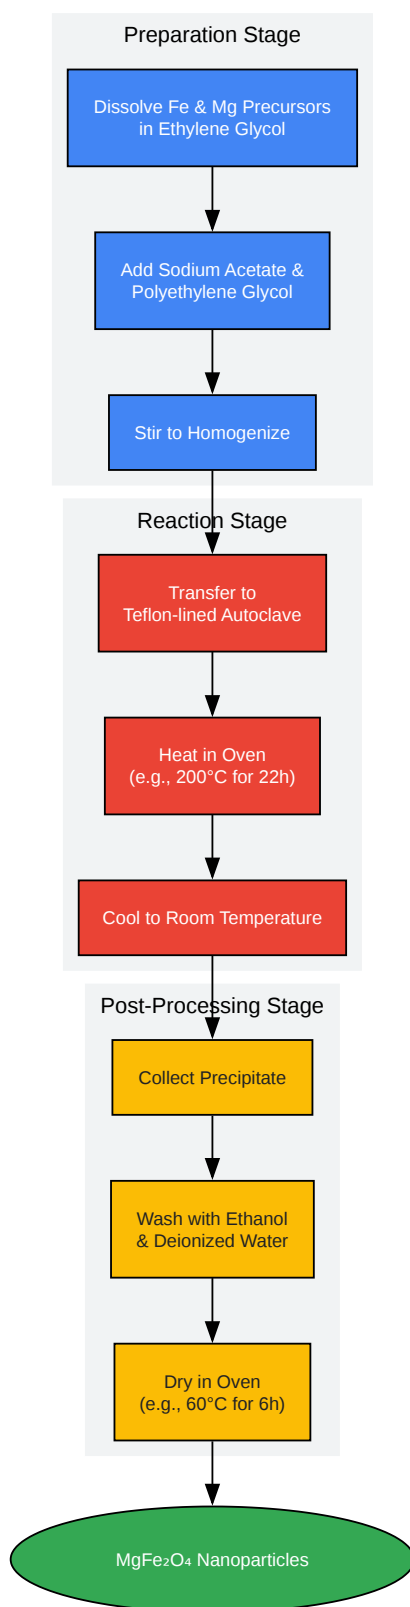 Preparation Stage
Dissolve Fe & Mg Precursors
in Ethylene Glycol
Add Sodium Acetate &
Polyethylene Glycol
Stir to Homogenize
Reaction Stage
Transfer to
Teflon-lined Autoclave
Heat in Oven
(e.g., 200°C for 22h)
Cool to Room Temperature
Post-Processing Stage
Collect Precipitate
Wash with Ethanol
& Deionized Water
Dry in Oven
(e.g., 60°C for 6h)
MgFe₂O₄ Nanoparticles